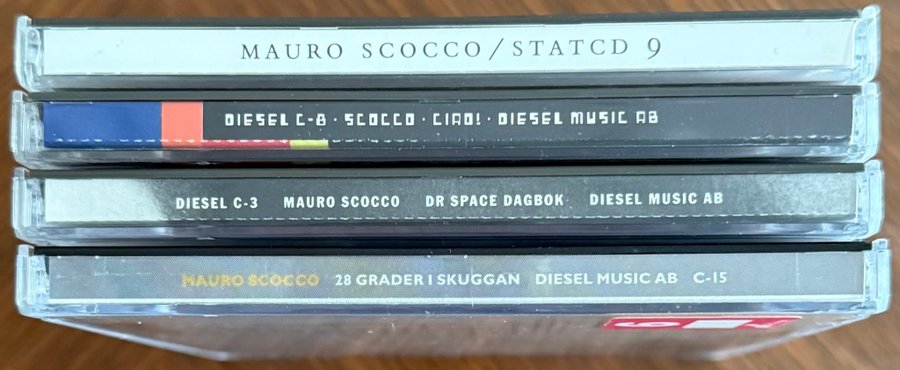 MAURO SCOCCO/STATCD 9
DIESEL C-8 · SCOCCO · CIAO! · DIESEL MUSIC AB
DIESEL C-3 MAURO SCOCCO DR SPACE DAGBOK DIESEL MUSIC AB
MAURO SCOCCO 28 GRADER I SKUGGAN DIESEL MUSIC AB C-15